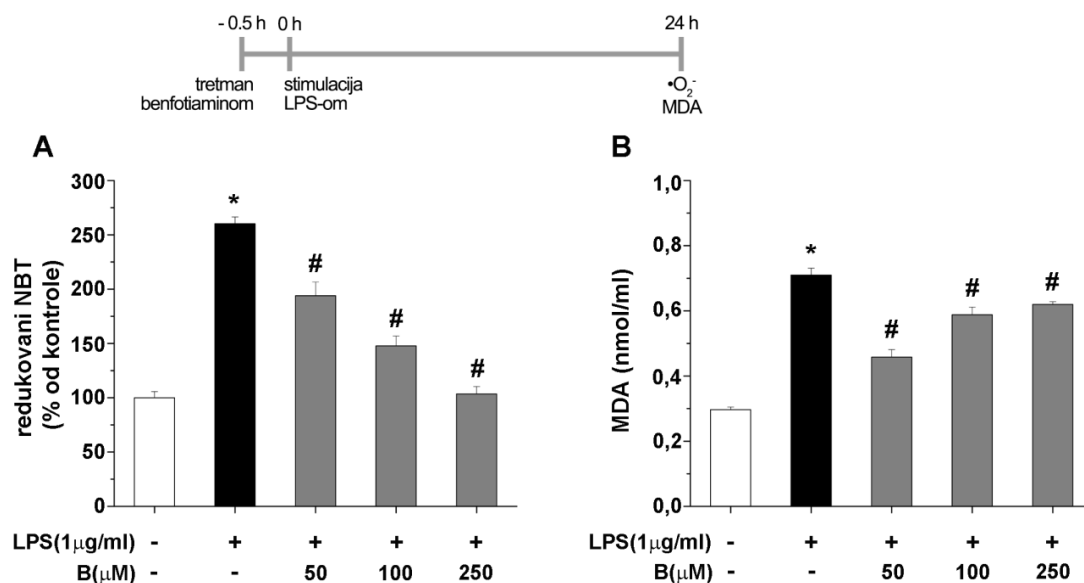 - 0.5 h 0 h 24 h
tretman stimulacija •O₂⁻
benfotiaminom LPS-om MDA
A
redukovani NBT
(% od kontrole)
300
250
200
150
100
50
0
*
#
#
#
LPS(1μg/ml) - + + + +
B(μM) - - 50 100 250
B
MDA (nmol/ml)
1,0
0,8
0,6
0,4
0,2
0,0
*
#
#
#
LPS(1μg/ml) - + + + +
B(μM) - - 50 100 250